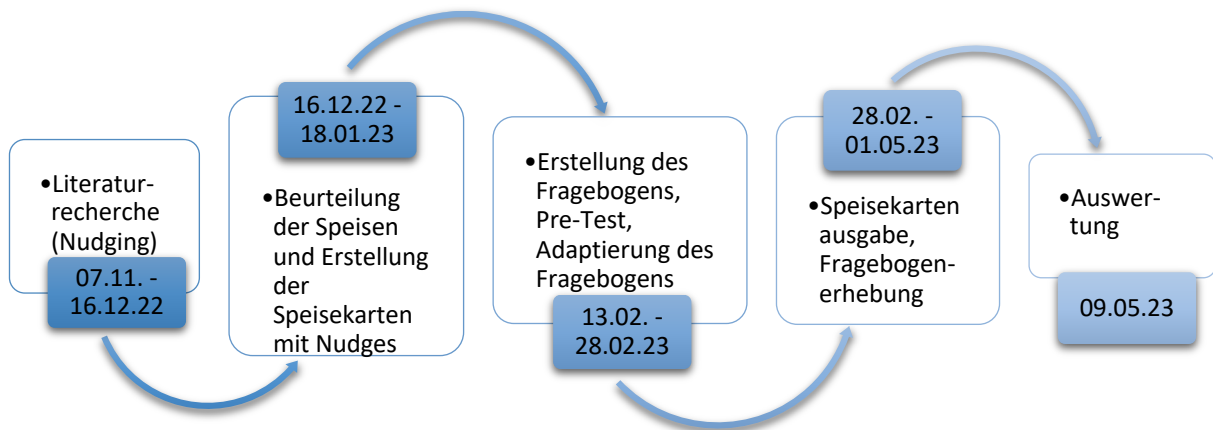 •Literatur-
recherche
(Nudging)
07.11. -
16.12.22
16.12.22 -
18.01.23
•Beurteilung
der Speisen
und Erstellung
der
Speisekarten
mit Nudges
•Erstellung des
Fragebogens,
Pre-Test,
Adaptierung des
Fragebogens
13.02. -
28.02.23
28.02. -
01.05.23
•Speisekarten
ausgabe,
Fragebogen-
erhebung
•Auswer-
tung
09.05.23